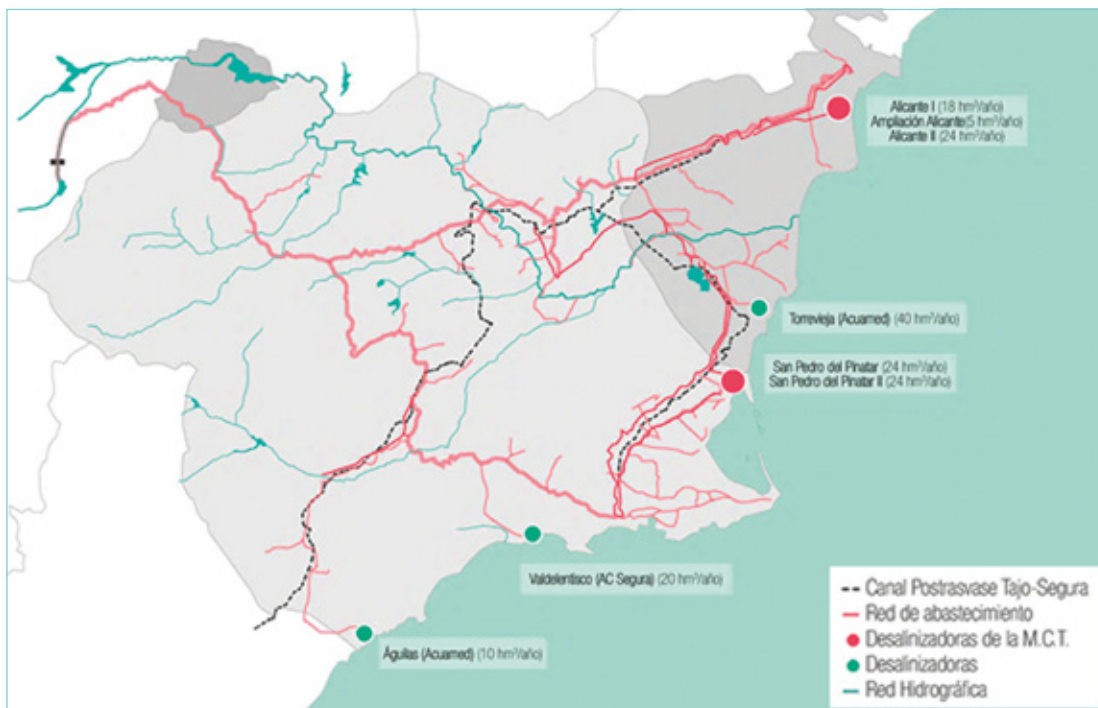 Alicante I (18 hm³/año)
Ampliación Alicante(5 hm³/año)
Alicante II (24 hm³/año)
Torrevieja (Acuamed) (40 hm³/año)
San Pedro del Pinatar (24 hm³/año)
San Pedro del Pinatar II (24 hm³/año)
Valdelentisco (AC Segura) (20 hm³/año)
Águilas (Acuamed) (10 hm³/año)
Canal Postrasvase Tajo-Segura
Red de abastecimiento
Desalinizadoras de la M.C.T.
Desalinizadoras
Red Hidrográfica